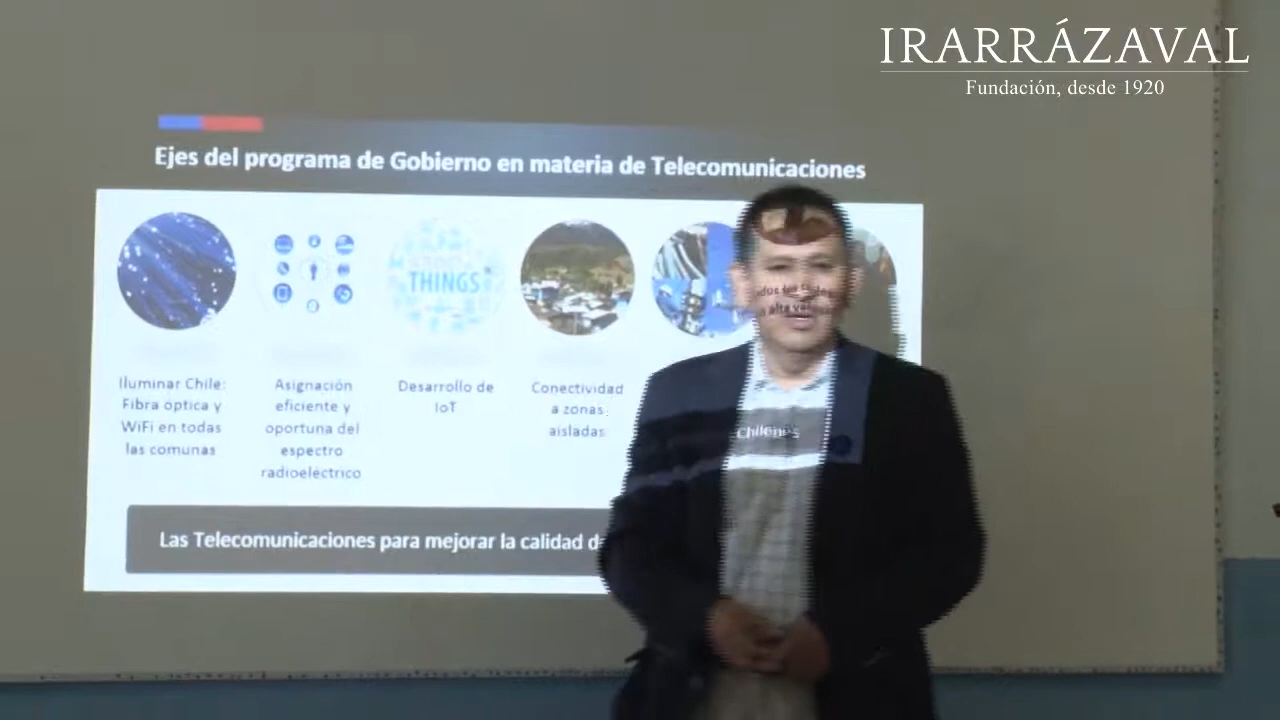 IRARRÁZAVAL
Fundación, desde 1920
Ejes del programa de Gobierno en materia de Telecomunicaciones
THINGS
Iluminar Chile:
Fibra óptica y
WiFi en todas
las comunas
Asignación
eficiente y
oportuna del
espectro
radioeléctrico
Desarrollo de
IoT
Conectividad
a zonas
aisladas
alta
Chilenos
Las Telecomunicaciones para mejorar la calidad d